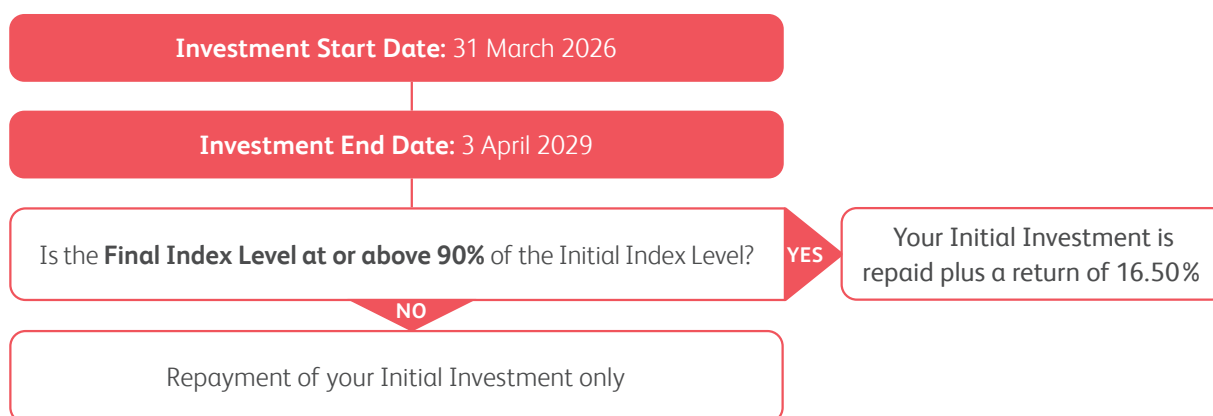 Investment Start Date: 31 March 2026
Investment End Date: 3 April 2029
Is the Final Index Level at or above 90% of the Initial Index Level?
YES
Your Initial Investment is
repaid plus a return of 16.50%
NO
Repayment of your Initial Investment only